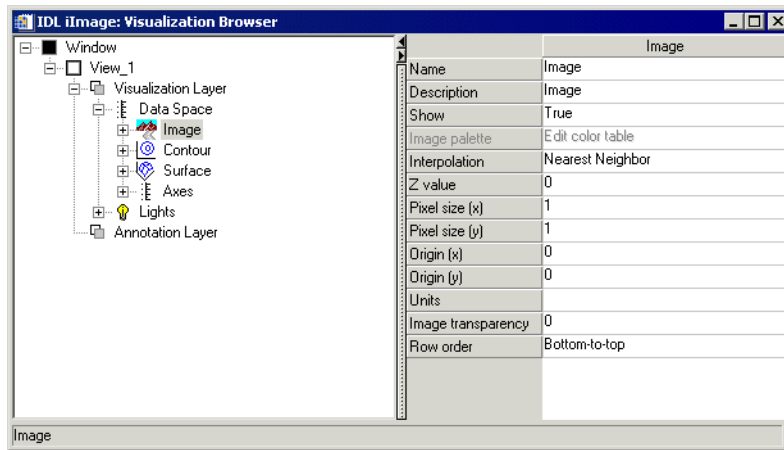 IDL iImage: Visualization Browser
Window
View_1
Visualization Layer
Data Space
Image
Contour
Surface
Axes
Lights
Annotation Layer
Image
Name Image
Description Image
Show True
Image palette Edit color table
Interpolation Nearest Neighbor
Z value 0
Pixel size (x) 1
Pixel size (y) 1
Origin (x) 0
Origin (y) 0
Units
Image transparency 0
Row order Bottom-to-top
Image